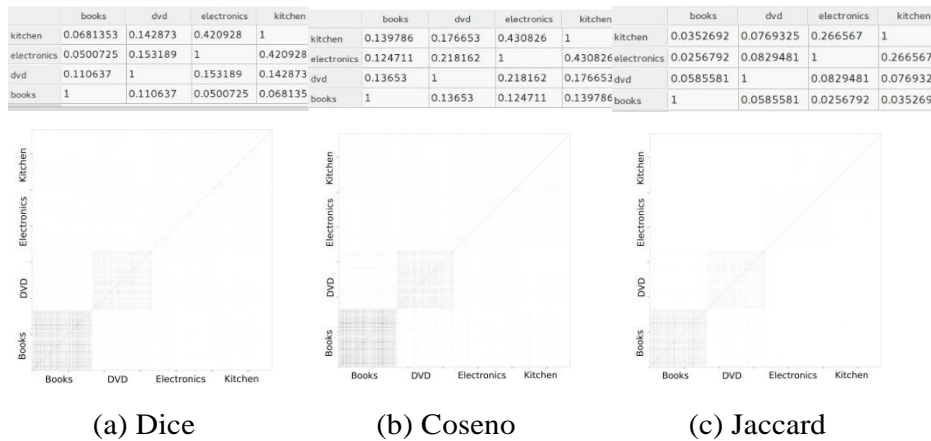 books dvd electronics kitchen
kitchen 0.0681353 0.142873 0.420928 1
electronics 0.0500725 0.153189 1 0.420928
dvd 0.110637 1 0.153189 0.142873
books 1 0.110637 0.0500725 0.068135
books dvd electronics kitchen
kitchen 0.139786 0.176653 0.430826 1
electronics 0.124711 0.218162 1 0.430826
dvd 0.13653 1 0.218162 0.176653
books 1 0.13653 0.124711 0.139786
books dvd electronics kitchen
kitchen 0.0352692 0.0769325 0.266567 1
electronics 0.0256792 0.0829481 1 0.266567
dvd 0.0585581 1 0.0829481 0.076932
books 1 0.0585581 0.0256792 0.035269
Kitchen
Electronics
DVD
Books
Books DVD Electronics Kitchen
Kitchen
Electronics
DVD
Books
Books DVD Electronics Kitchen
Kitchen
Electronics
DVD
Books
Books DVD Electronics Kitchen
(a) Dice
(b) Coseno
(c) Jaccard